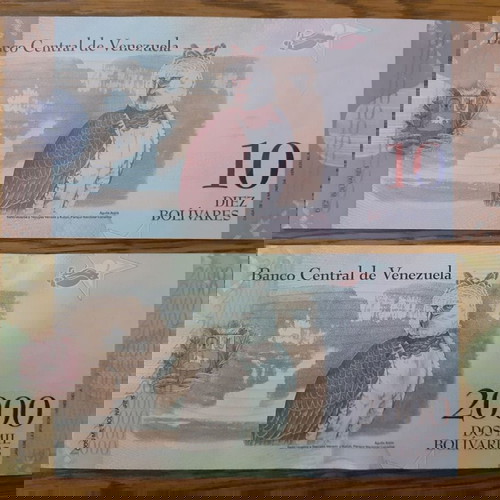 Banco Central de Venezuela
10
DIEZ
BOLÍVARES
Banco Central de Venezuela
2000
DOS MIL
BOLÍVARES